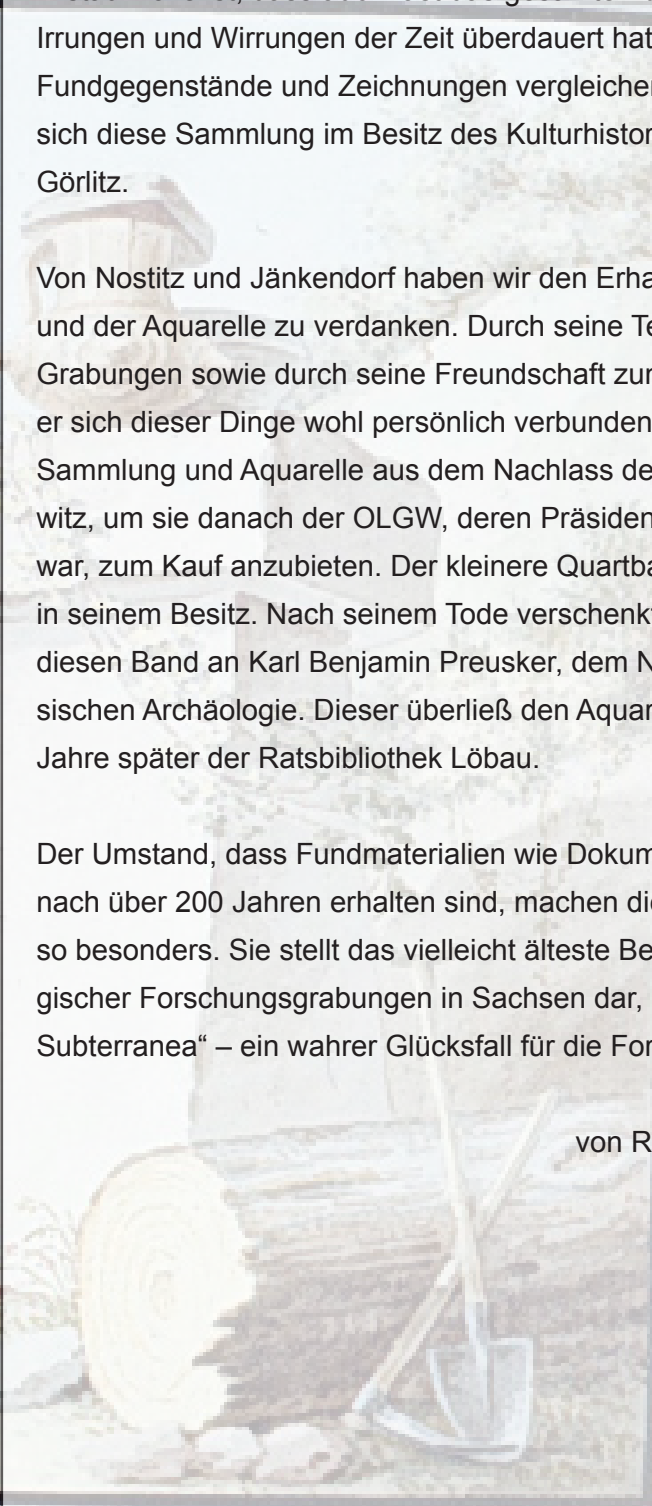 Irrungen und Wirrungen der Zeit überdauert hat
Fundgegenstände und Zeichnungen vergleichen
sich diese Sammlung im Besitz des Kulturhistor
Görlitz.
Von Nostitz und Jänkendorf haben wir den Erha
und der Aquarelle zu verdanken. Durch seine Te
Grabungen sowie durch seine Freundschaft zur
er sich dieser Dinge wohl persönlich verbunden
Sammlung und Aquarelle aus dem Nachlass de
witz, um sie danach der OLGW, deren Präsiden
war, zum Kauf anzubieten. Der kleinere Quartba
in seinem Besitz. Nach seinem Tode verschenk
diesen Band an Karl Benjamin Preusker, dem N
sischen Archäologie. Dieser überließ den Aquar
Jahre später der Ratsbibliothek Löbau.
Der Umstand, dass Fundmaterialien wie Dokum
nach über 200 Jahren erhalten sind, machen die
so besonders. Sie stellt das vielleicht älteste Be
gischer Forschungsgrabungen in Sachsen dar,
Subterranea“ – ein wahrer Glücksfall für die For
von R